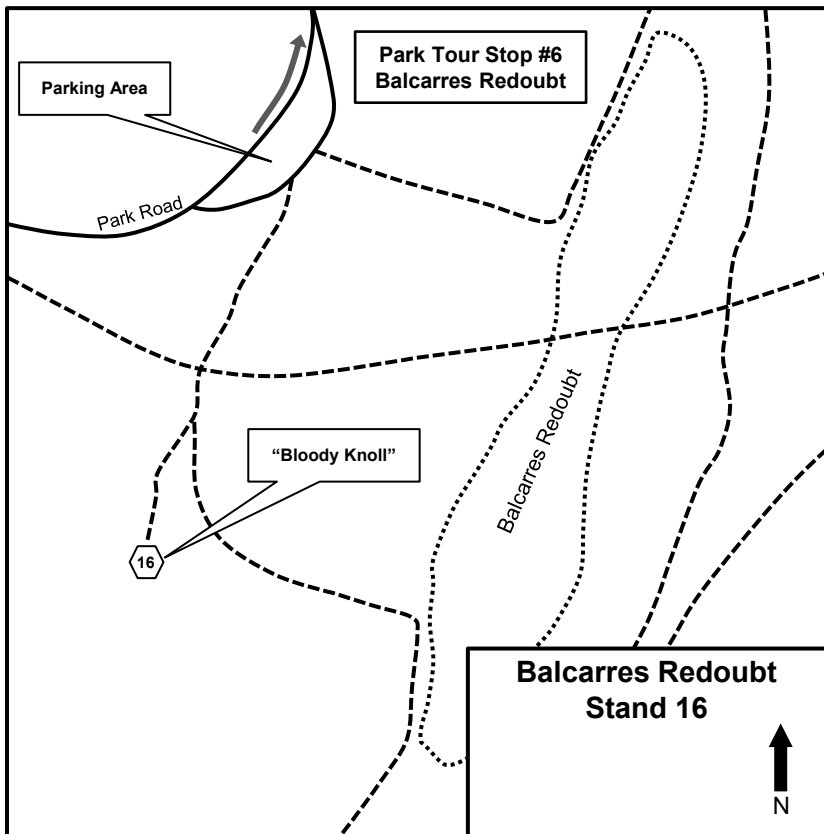 Park Tour Stop #6
Balcarres Redoubt
Parking Area
Park Road
"Bloody Knoll"
Balcarres Redoubt
16
Balcarres Redoubt
Stand 16
N